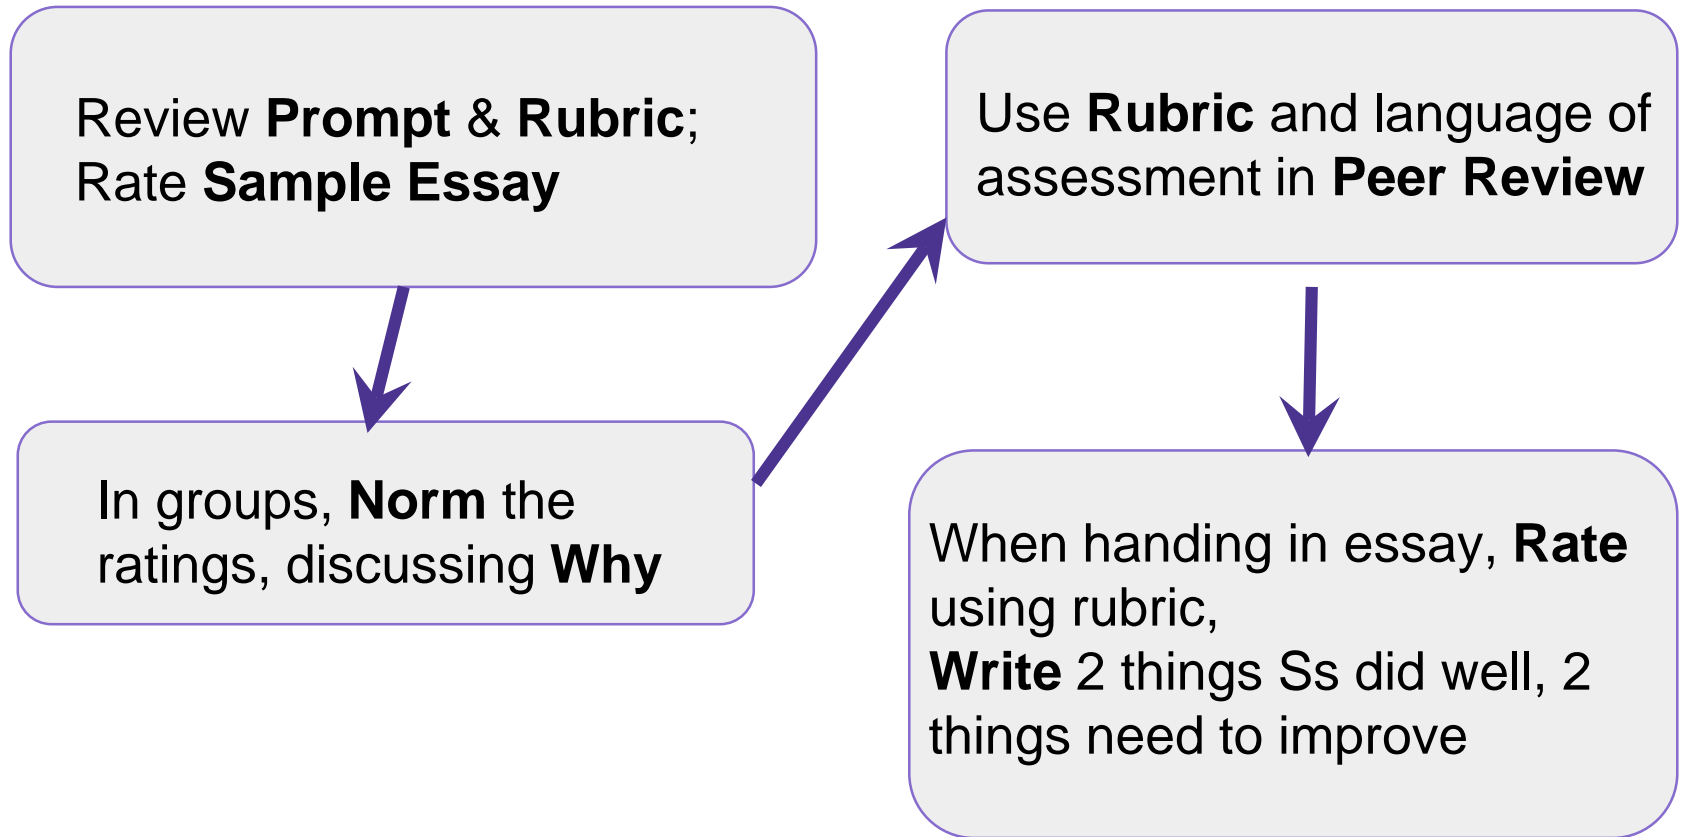 Review Prompt & Rubric;
Rate Sample Essay
In groups, Norm the
ratings, discussing Why
Use Rubric and language of
assessment in Peer Review
When handing in essay, Rate
using rubric,
Write 2 things Ss did well, 2
things need to improve